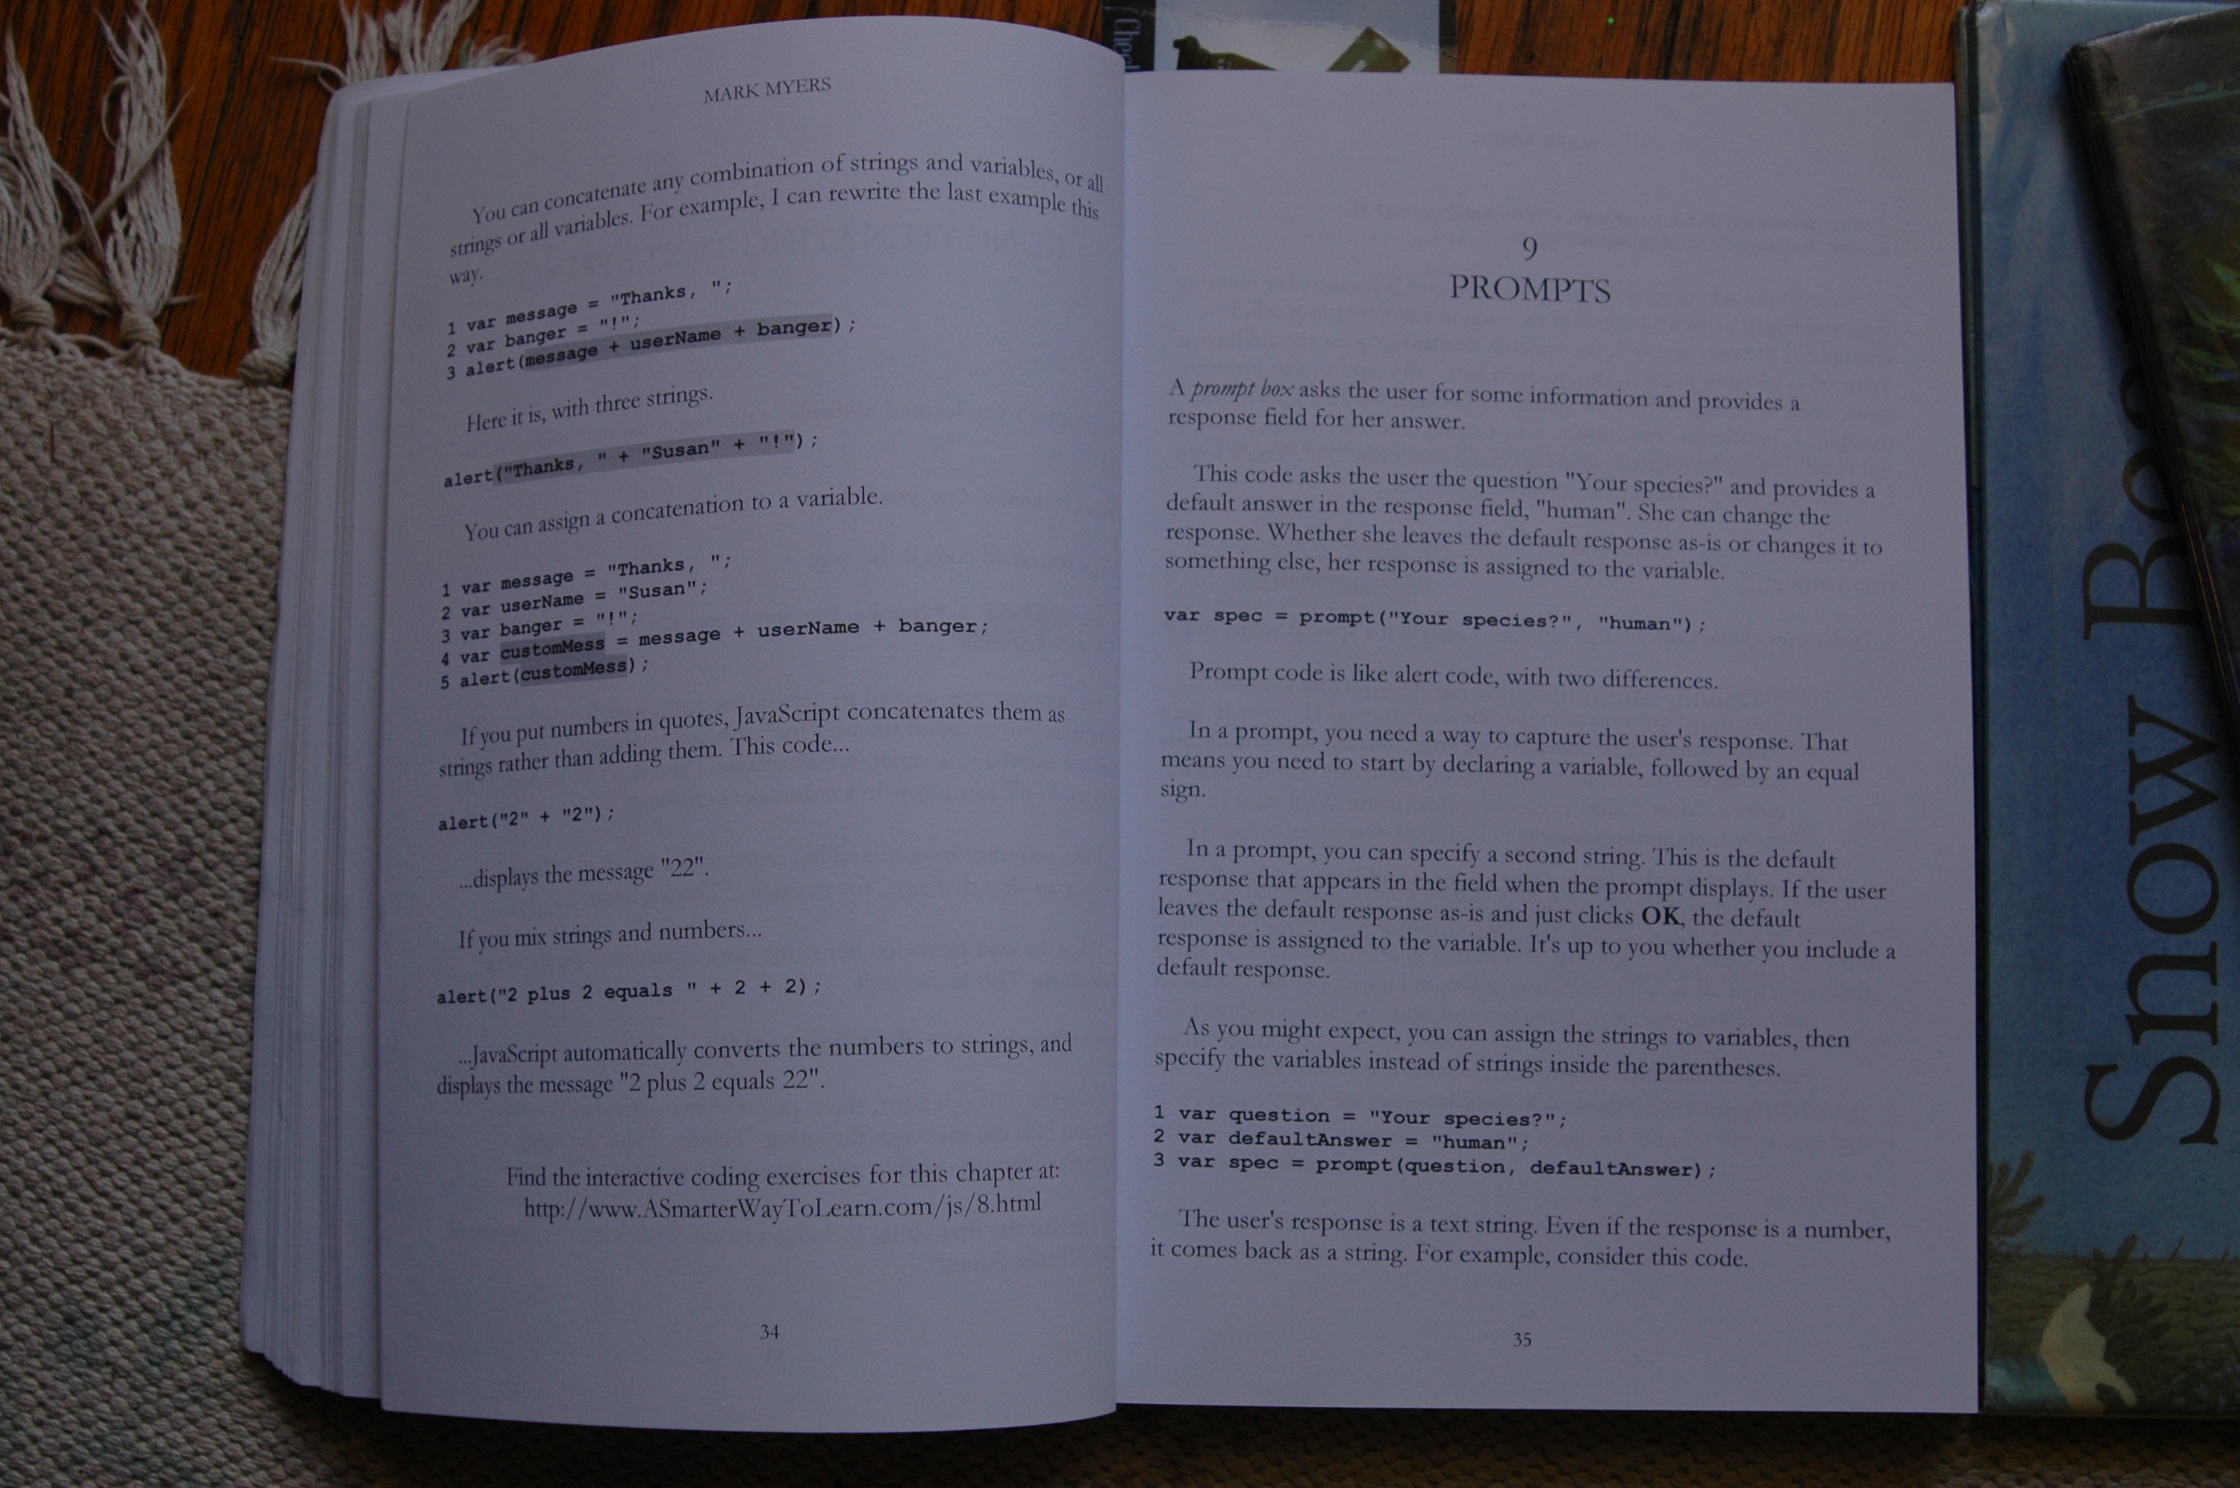 MARK MYERS
You can concatenate any combination of strings and variables, or all
strings or all variables. For example, I can rewrite the last example this
way.
1 var message = "Thanks, ";
2 var banger = "!";
3 alert(message + userName + banger);
Here it is, with three strings.
alert("Thanks, " + "Susan" + "!");
You can assign a concatenation to a variable.
1 var message = "Thanks, ";
2 var userName = "Susan";
3 var banger = "!";
4 var customMess = message + userName + banger;
5 alert(customMess);
If you put numbers in quotes, JavaScript concatenates them as
strings rather than adding them. This code...
alert("2" + "2");
...displays the message "22".
If you mix strings and numbers...
alert("2 plus 2 equals " + 2 + 2);
...JavaScript automatically converts the numbers to strings, and
displays the message "2 plus 2 equals 22".
Find the interactive coding exercises for this chapter at:
http://www.ASmarterWayToLearn.com/js/8.html
34
9
PROMPTS
A prompt box asks the user for some information and provides a
response field for her answer.
This code asks the user the question "Your species?" and provides a
default answer in the response field, "human". She can change the
response. Whether she leaves the default response as-is or changes it to
something else, her response is assigned to the variable.
var spec = prompt("Your species?", "human");
Prompt code is like alert code, with two differences.
In a prompt, you need a way to capture the user's response. That
means you need to start by declaring a variable, followed by an equal
sign.
In a prompt, you can specify a second string. This is the default
response that appears in the field when the prompt displays. If the user
leaves the default response as-is and just clicks OK, the default
response is assigned to the variable. It's up to you whether you include a
default response.
As you might expect, you can assign the strings to variables, then
specify the variables instead of strings inside the parentheses.
1 var question = "Your species?";
2 var defaultAnswer = "human";
3 var spec = prompt(question, defaultAnswer);
The user's response is a text string. Even if the response is a number,
it comes back as a string. For example, consider this code.
35
Snow